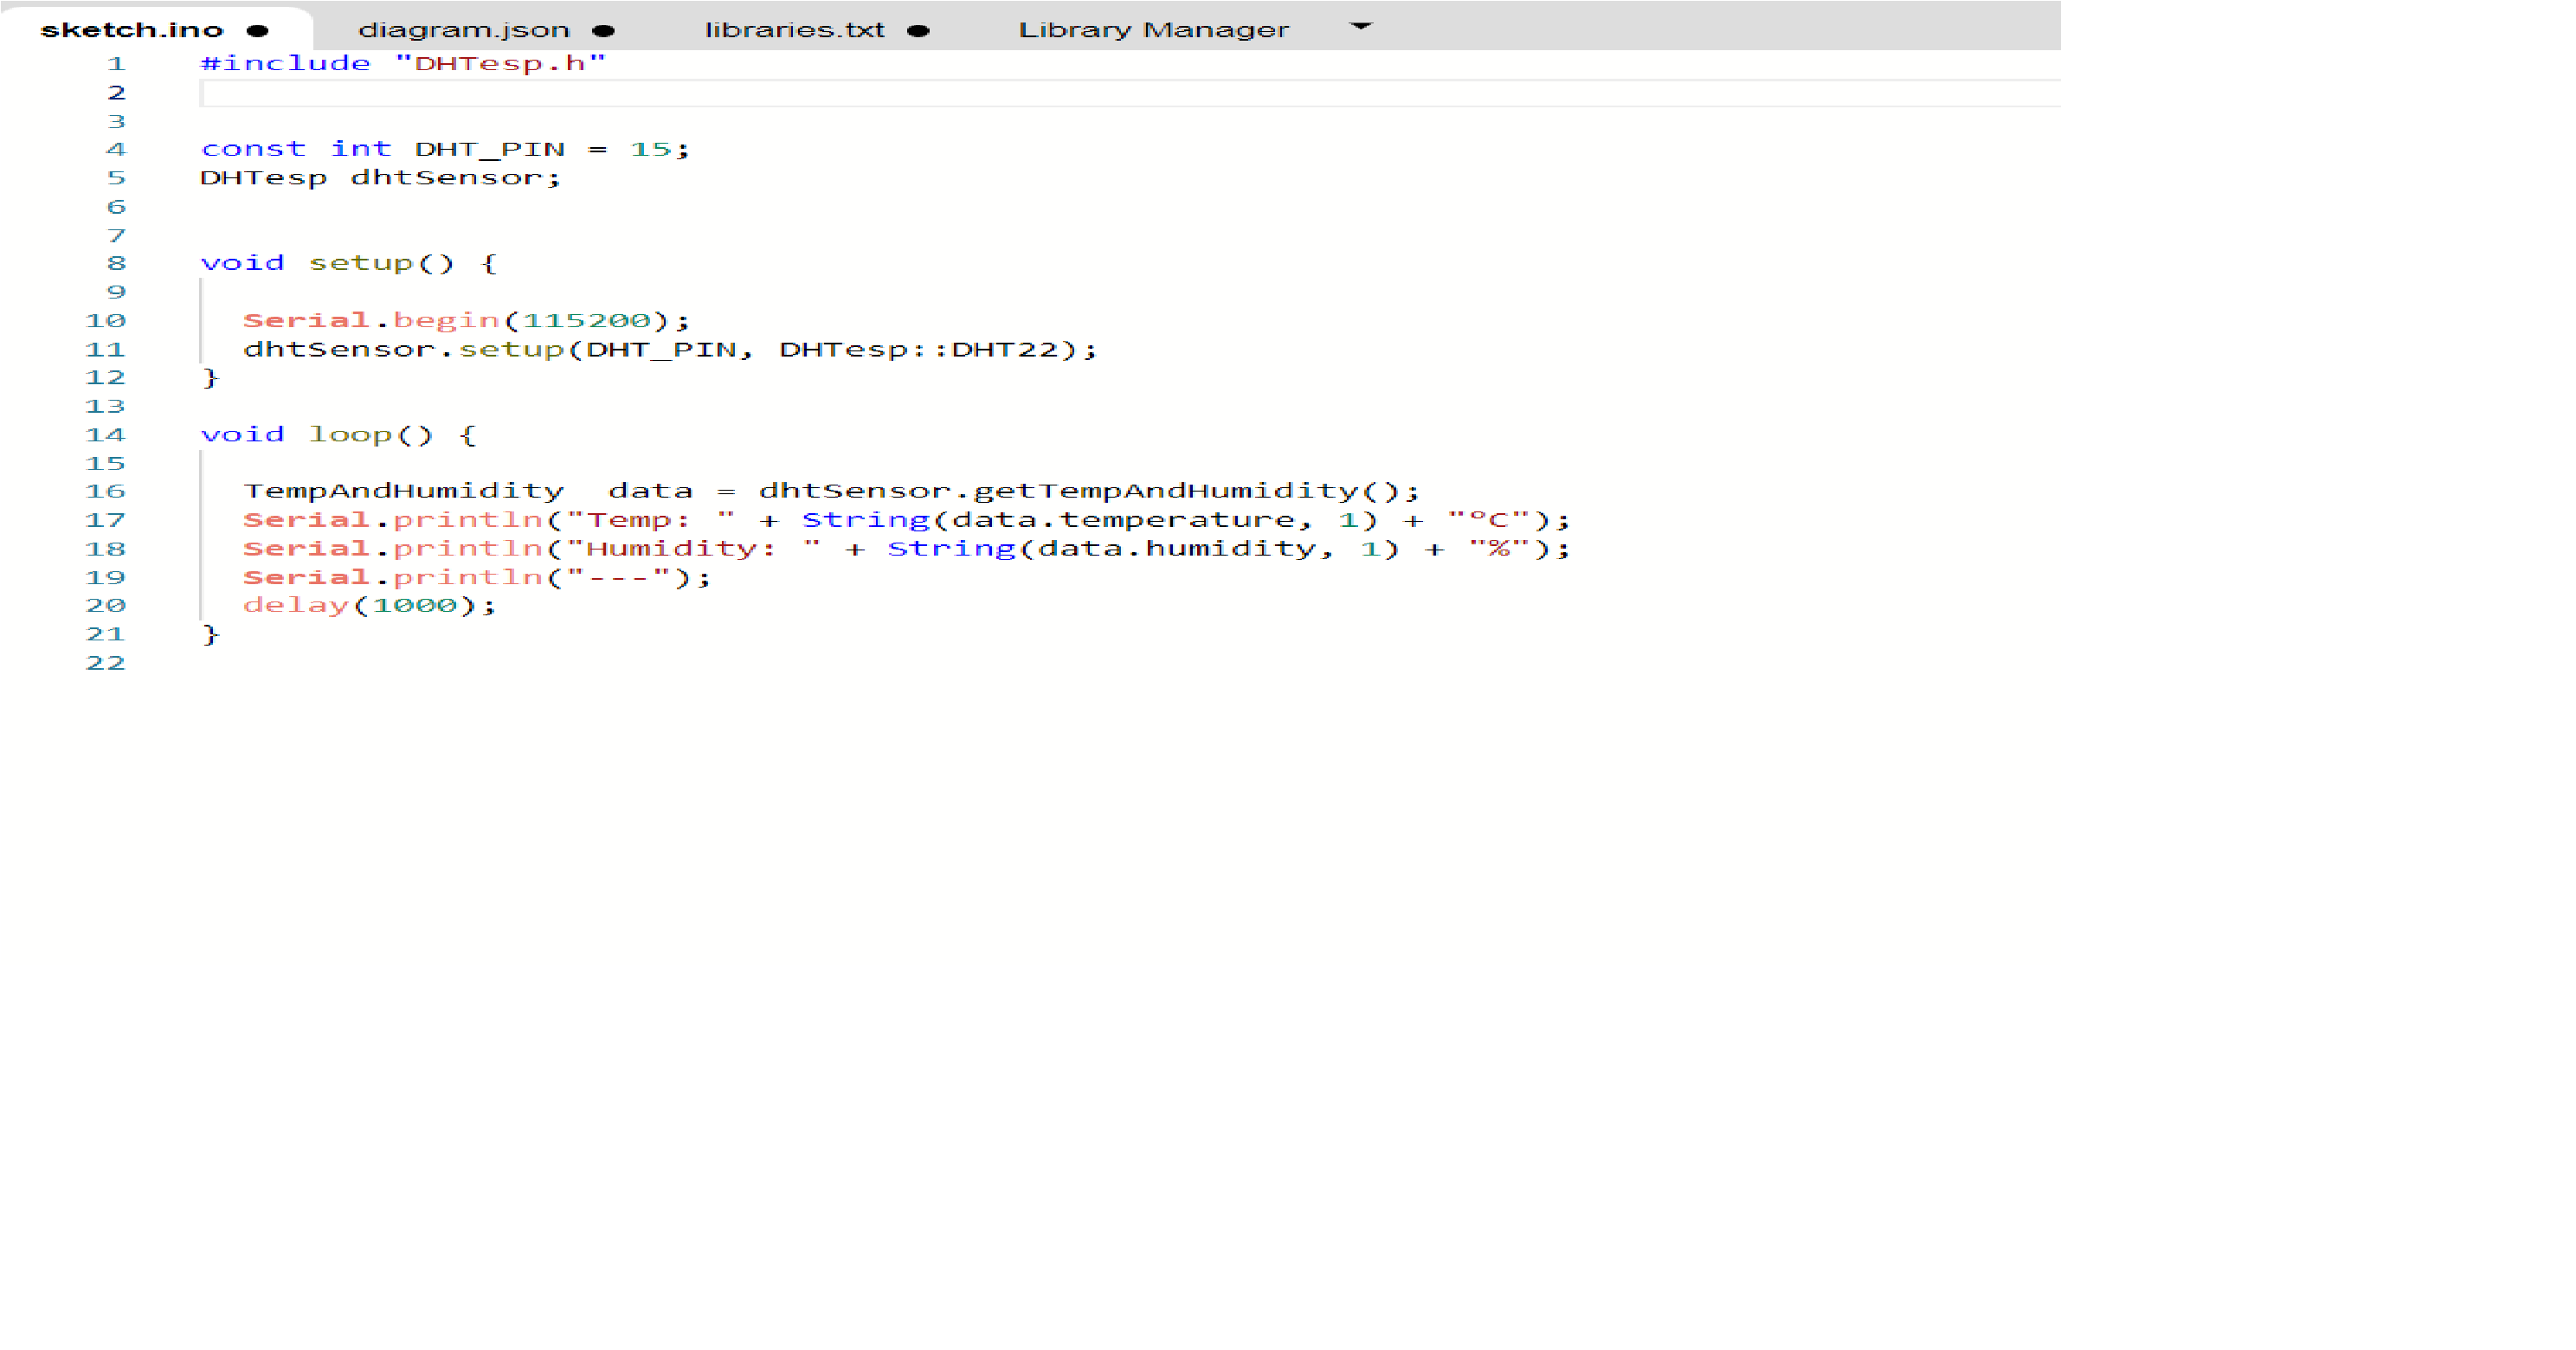 sketch.ino ● diagram.json ● libraries.txt ● Library Manager ▼
1 #include "DHTesp.h"
2
3
4 const int DHT_PIN = 15;
5 DHTesp dhtSensor;
6
7
8 void setup() {
9
10 Serial.begin(115200);
11 dhtSensor.setup(DHT_PIN, DHTesp::DHT22);
12 }
13
14 void loop() {
15
16 TempAndHumidity  data = dhtSensor.getTempAndHumidity();
17 Serial.println("Temp: " + String(data.temperature, 1) + "°C");
18 Serial.println("Humidity: " + String(data.humidity, 1) + "%");
19 Serial.println("---");
20 delay(1000);
21 }
22